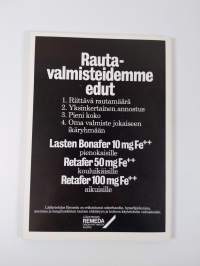 Rauta-
valmisteidemme
edut
1. Riittävä rautamäärä
2. Yksinkertainen annostus
3. Pieni koko
4. Oma valmiste jokaiseen
ikäryhmään
Lasten Bonafer 10 mg Fe++
pienokaisille
Retafer 50 mg Fe++
kouluikäisille
Retafer 100 mg Fe++
aikuisille
REMEDA